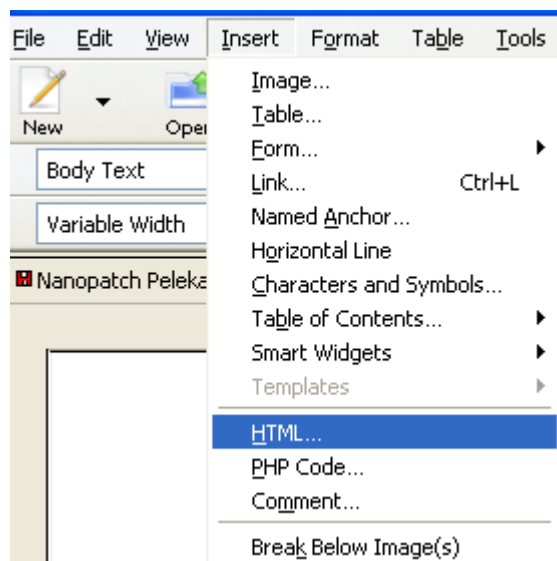 File Edit View Insert Format Table Tools
New Open
Body Text
Variable Width
Nanopatch Peleka
Image...
Table...
Form...
Link... Ctrl+L
Named Anchor...
Horizontal Line
Characters and Symbols...
Table of Contents...
Smart Widgets
Templates
HTML...
PHP Code...
Comment...
Break Below Image(s)